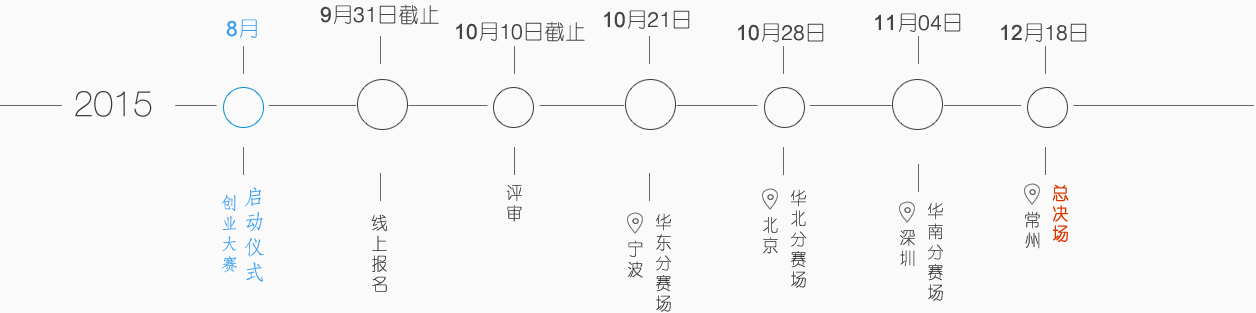 2015
8月
创业大赛
启动仪式
9月31日截止
线上报名
10月10日截止
评审
10月21日
宁波
华东分赛场
10月28日
北京
华北分赛场
11月04日
深圳
华南分赛场
12月18日
常州
总决场